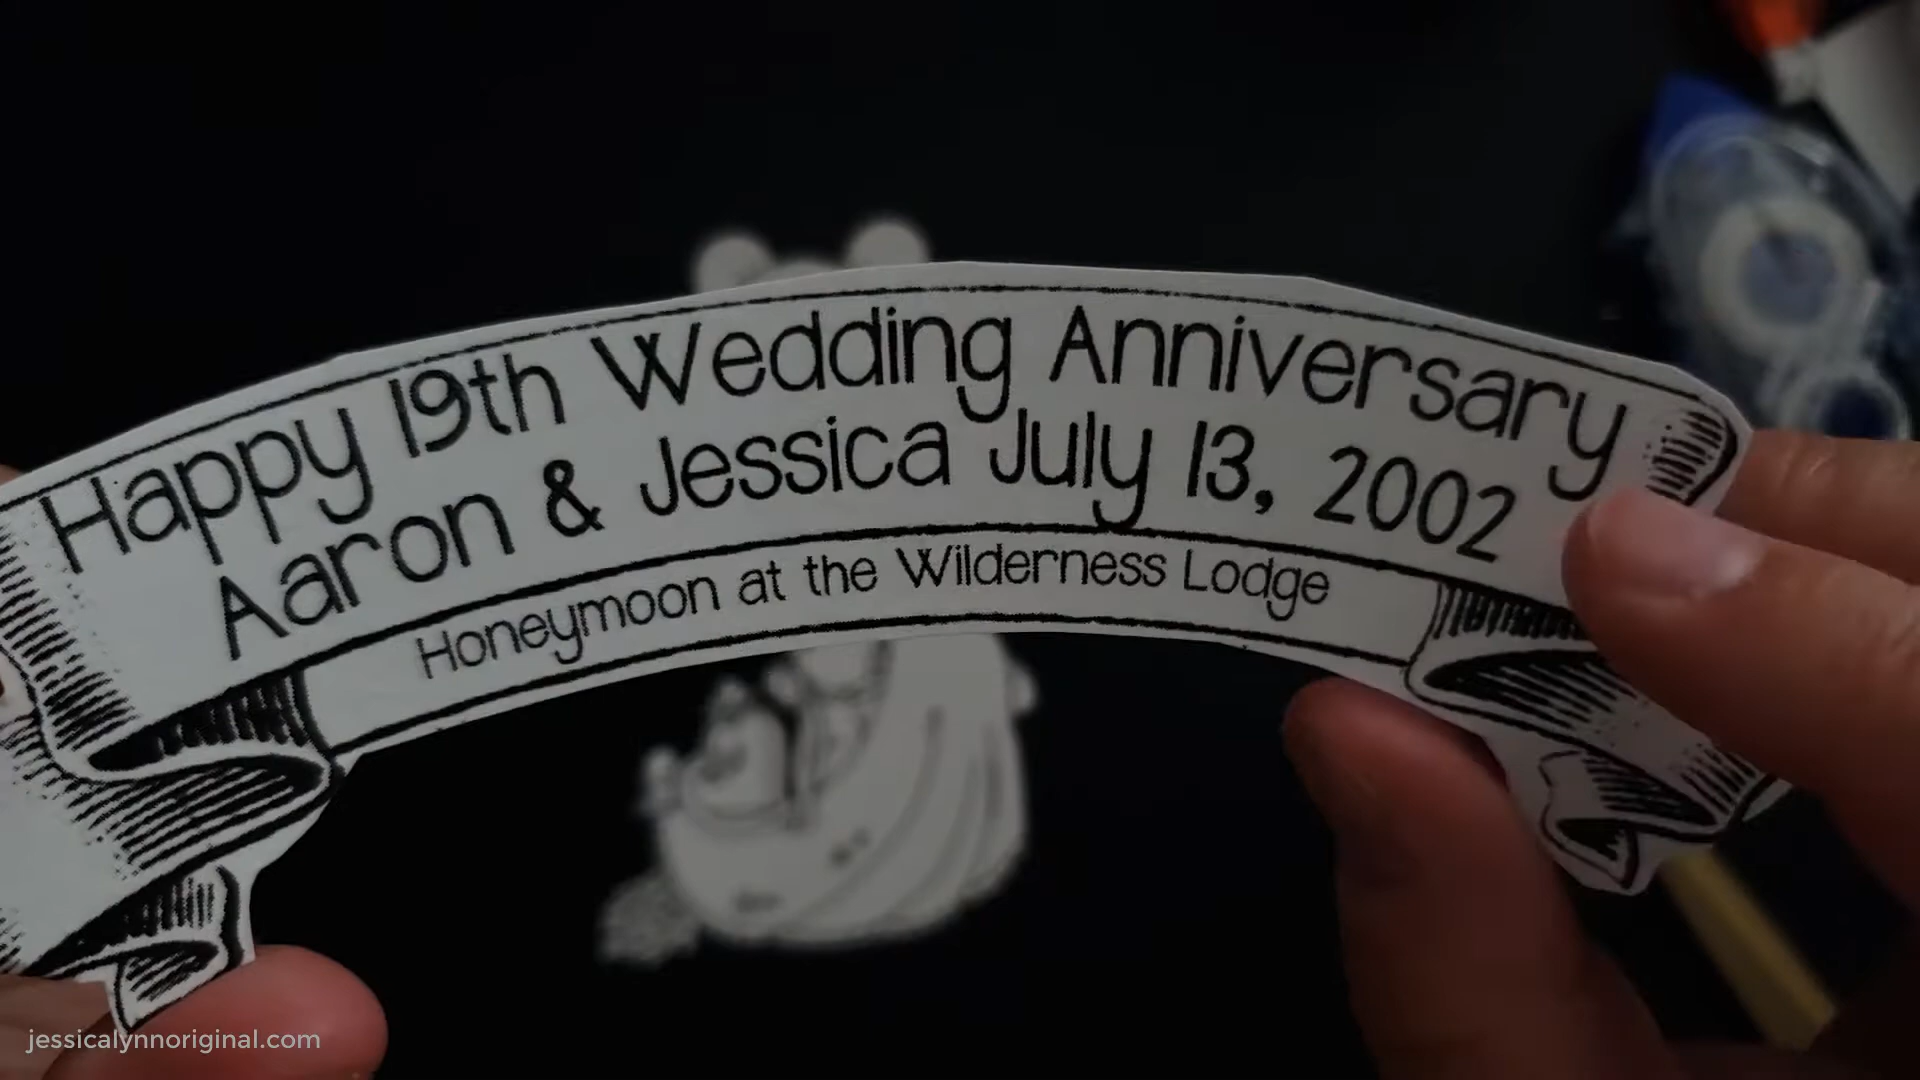 Happy 19th Wedding Anniversary
Aaron & Jessica July 13, 2002
Honeymoon at the Wilderness Lodge
jessicalynnoriginal.com